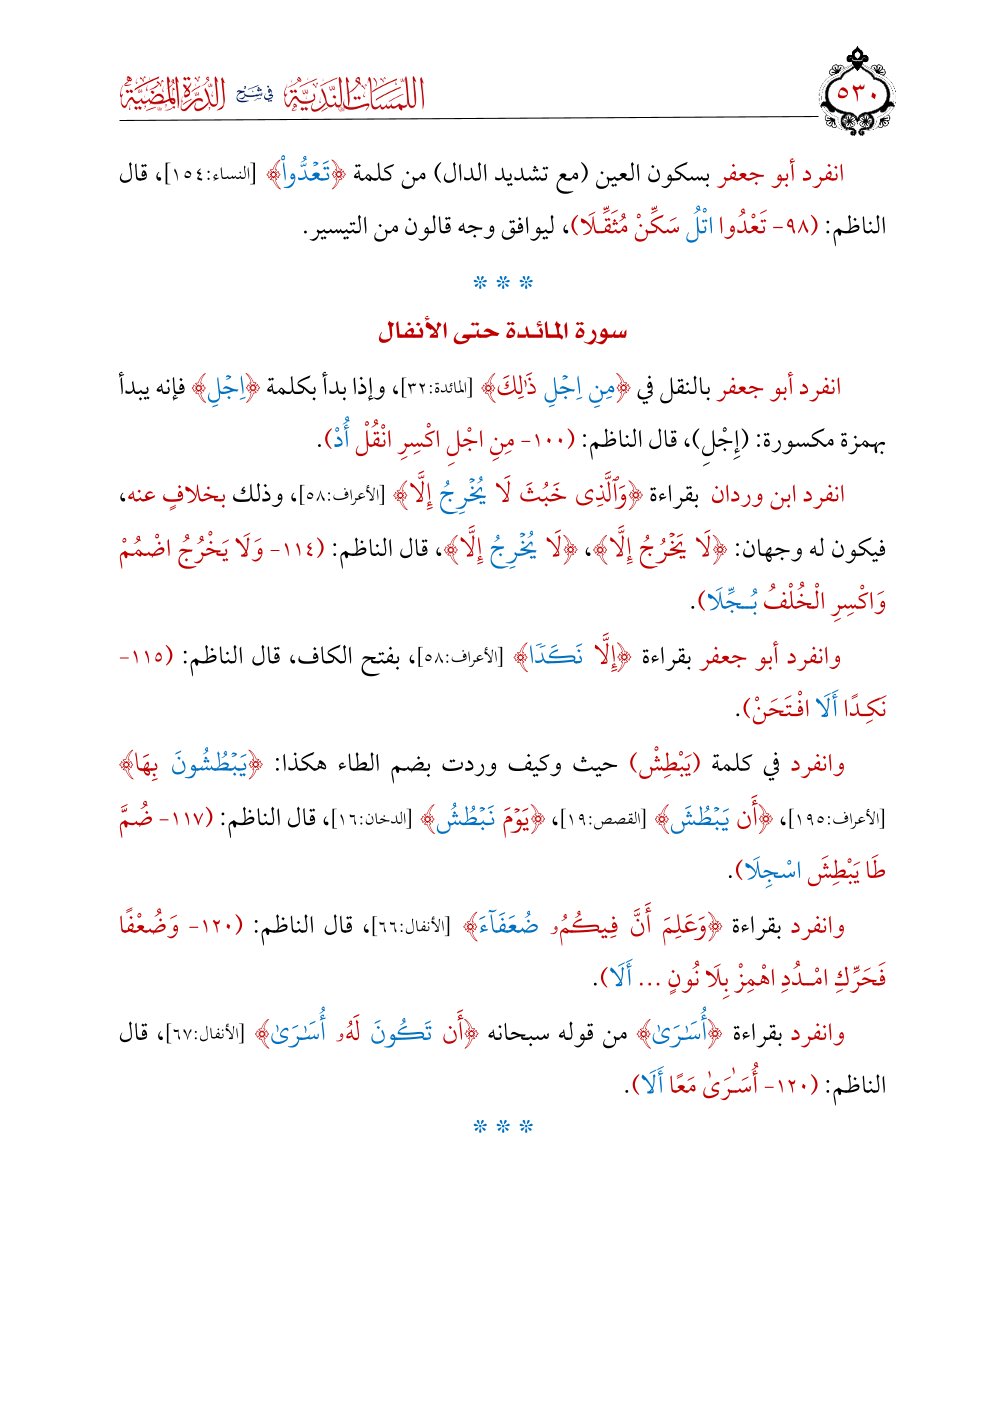 اللمسات الندية في شرح الدرة المضية
٥٣٠
انفرد أبو جعفر بسكون العين (مع تشديد الدال) من كلمة ﴿تَعۡدُّواْ﴾ [النساء:١٥٤]، قال
الناظم: (٩٨- تَعْدُوا اتْلُ سَكِّنْ مُثَقِّـلَا)، ليوافق وجه قالون من التيسير.
* * *
سورة المائدة حتى الأنفال
انفرد أبو جعفر بالنقل في ﴿مِنِ اِجۡلِ ذَٰلِكَ﴾ [المائدة:٣٢]، وإذا بدأ بكلمة ﴿اِجۡلِ﴾ فإنه يبدأ
بهمزة مكسورة: (إِجْلِ)، قال الناظم: (١٠٠- مِنِ اجْلِ اكْسِرِ انْقُلْ أُدْ).
انفرد ابن وردان بقراءة ﴿وَٱلَّذِى خَبُثَ لَا يُخۡرِجُ إِلَّا﴾ [الأعراف:٥٨]، وذلك بخلافٍ عنه،
فيكون له وجهان: ﴿لَا يَخۡرُجُ إِلَّا﴾، ﴿لَا يُخۡرِجُ إِلَّا﴾، قال الناظم: (١١٤- وَلَا يَخْرُجُ اضْمُمْ
وَاكْسِرِ الْخُلْفُ بُـجِّلَا).
وانفرد أبو جعفر بقراءة ﴿إِلَّا نَكَدٗا﴾ [الأعراف:٥٨]، بفتح الكاف، قال الناظم: (١١٥-
نَكِـدًا أَلَا افْتَحَنْ).
وانفرد في كلمة (يَبْطِشْ) حيث وكيف وردت بضم الطاء هكذا: ﴿يَبۡطُشُونَ بِهَا﴾
[الأعراف:١٩٥]، ﴿أَن يَبۡطُشَ﴾ [القصص:١٩]، ﴿يَوۡمَ نَبۡطُشُ﴾ [الدخان:١٦]، قال الناظم: (١١٧- ضُمَّ
طَا يَبْطِشَ اسْجِلَا).
وانفرد بقراءة ﴿وَعَلِمَ أَنَّ فِيكُمُۥ ضُعَفَآءَ﴾ [الأنفال:٦٦]، قال الناظم: (١٢٠- وَضُعْفًا
فَحَرِّكِ امْـدُدِ اهْمِزْ بِلَا نُونٍ ... أَلَا).
وانفرد بقراءة ﴿أُسَٰرَىٰ﴾ من قوله سبحانه ﴿أَن تَكُونَ لَهُۥ أُسَٰرَىٰ﴾ [الأنفال:٦٧]، قال
الناظم: (١٢٠- أُسَٰرَىٰ مَعًا أَلَا).
* * *